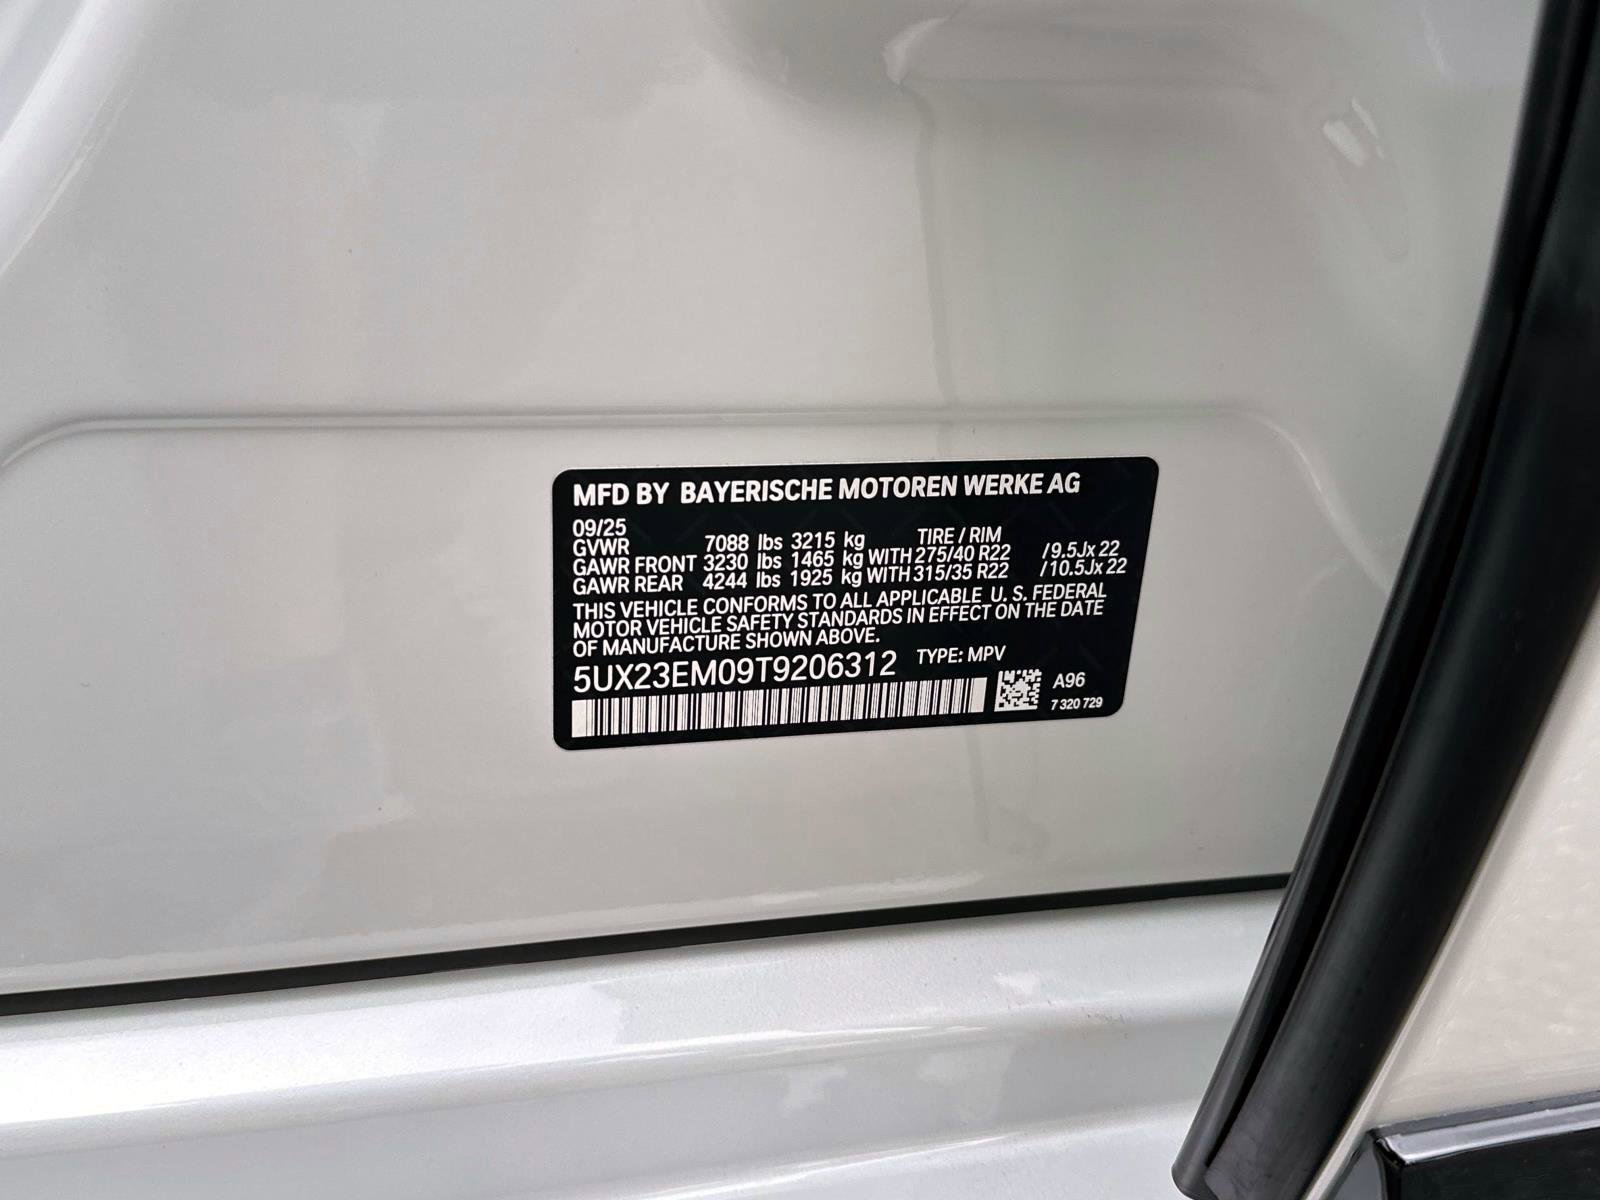 MFD BY BAYERISCHE MOTOREN WERKE AG
09/25
GVWR 7088 lbs 3215 kg TIRE / RIM
GAWR FRONT 3230 lbs 1465 kg WITH 275/40 R22 / 9.5Jx 22
GAWR REAR 4244 lbs 1925 kg WITH 315/35 R22 / 10.5Jx 22
THIS VEHICLE CONFORMS TO ALL APPLICABLE U. S. FEDERAL
MOTOR VEHICLE SAFETY STANDARDS IN EFFECT ON THE DATE
OF MANUFACTURE SHOWN ABOVE.
5UX23EM09T9206312 TYPE: MPV
A96
7 320 729